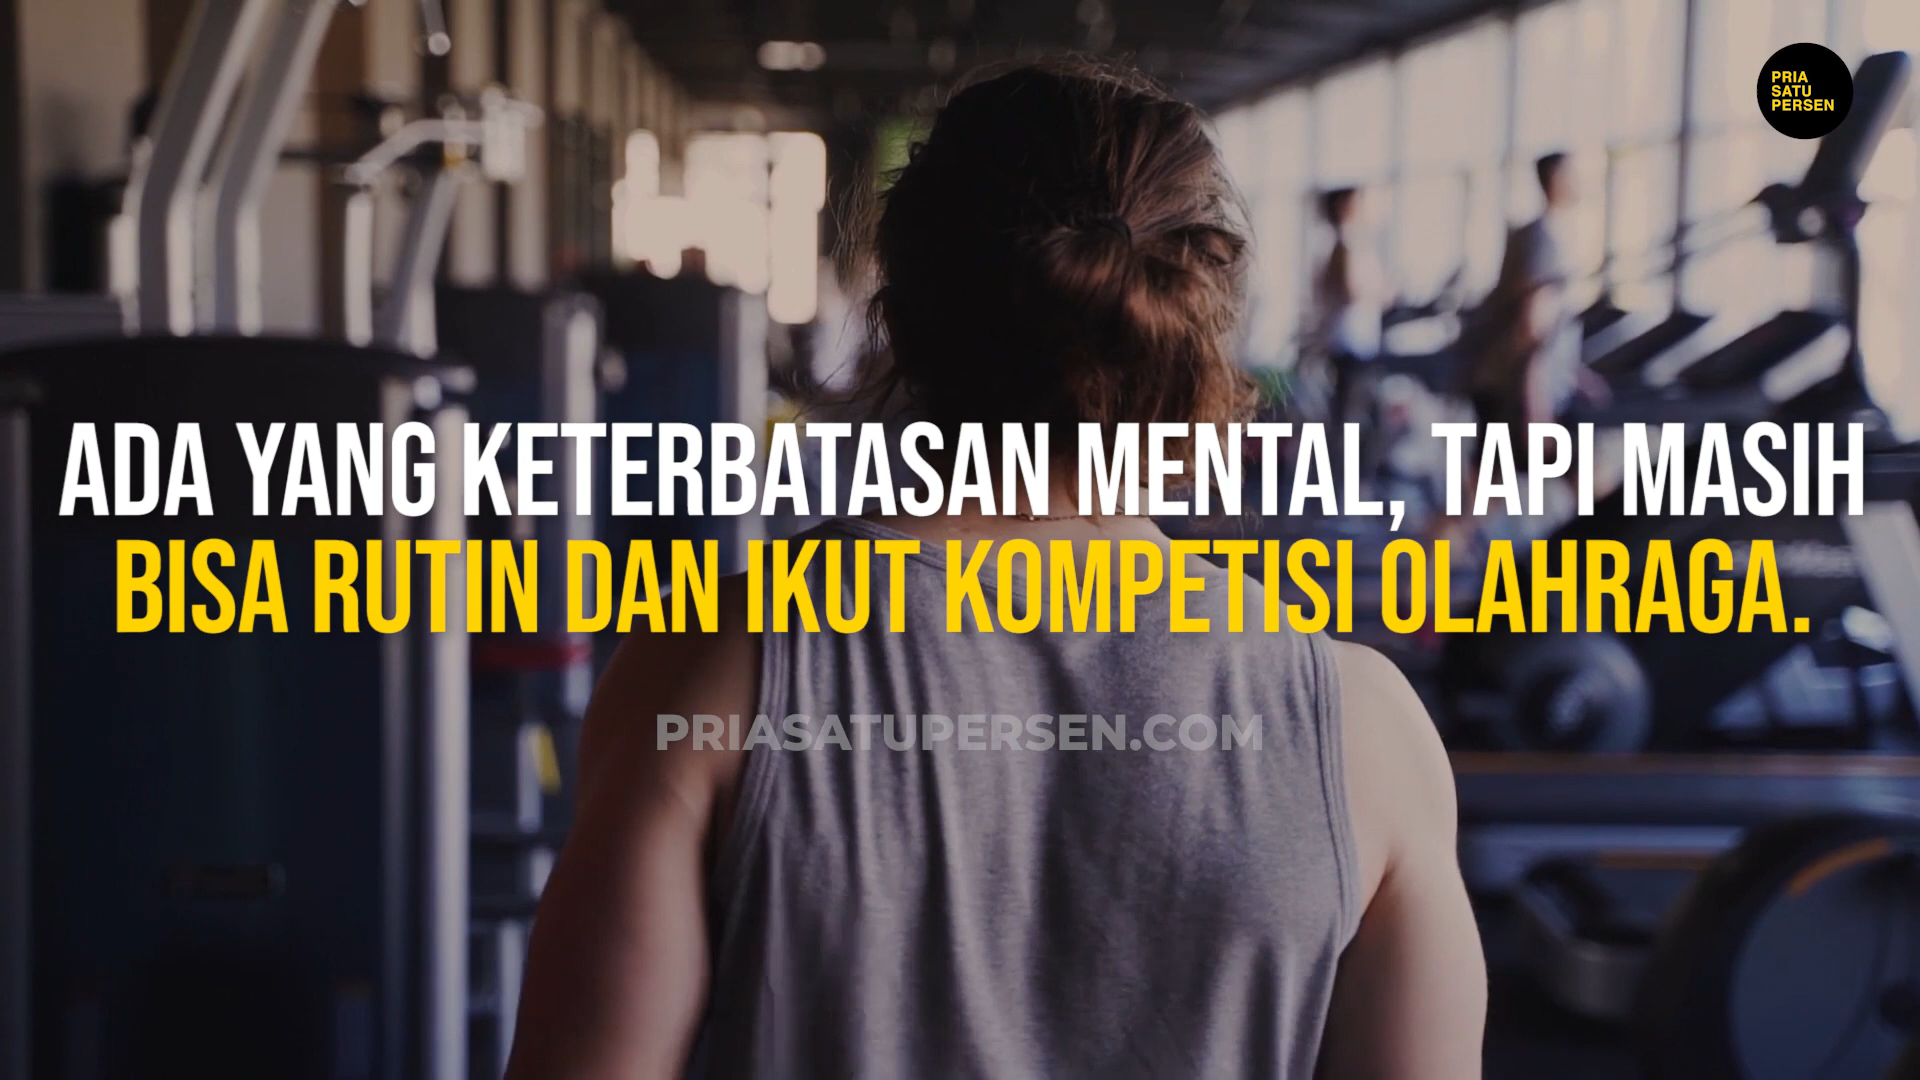 PRIA
SATU
PERSEN
ADA YANG KETERBATASAN MENTAL, TAPI MASIH
BISA RUTIN DAN IKUT KOMPETISI OLAHRAGA.
PRIASATUPERSEN.COM